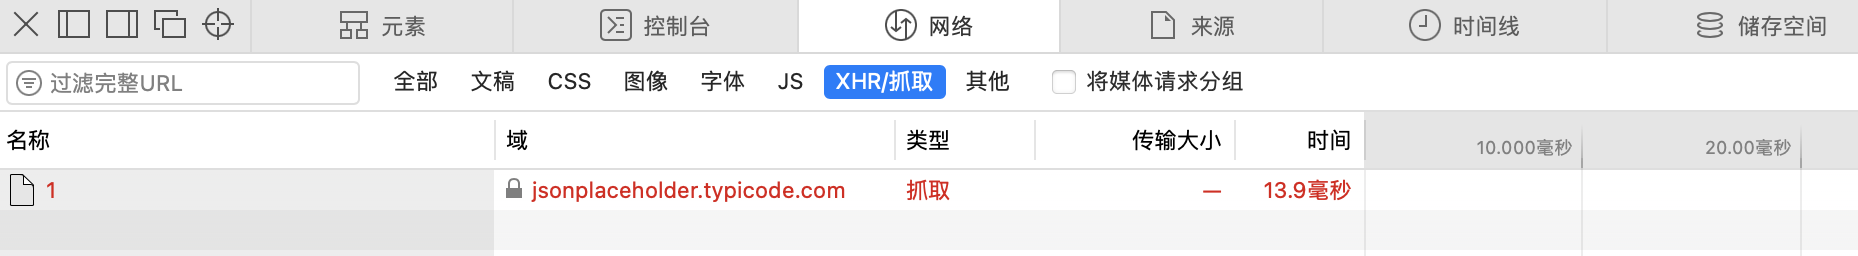 元素 控制台 网络 来源 时间线 储存空间
过滤完整URL 全部 文稿 CSS 图像 字体 JS XHR/抓取 其他 将媒体请求分组
名称 域 类型 传输大小 时间 10.000毫秒 20.00毫秒
1 jsonplaceholder.typicode.com 抓取 — 13.9毫秒